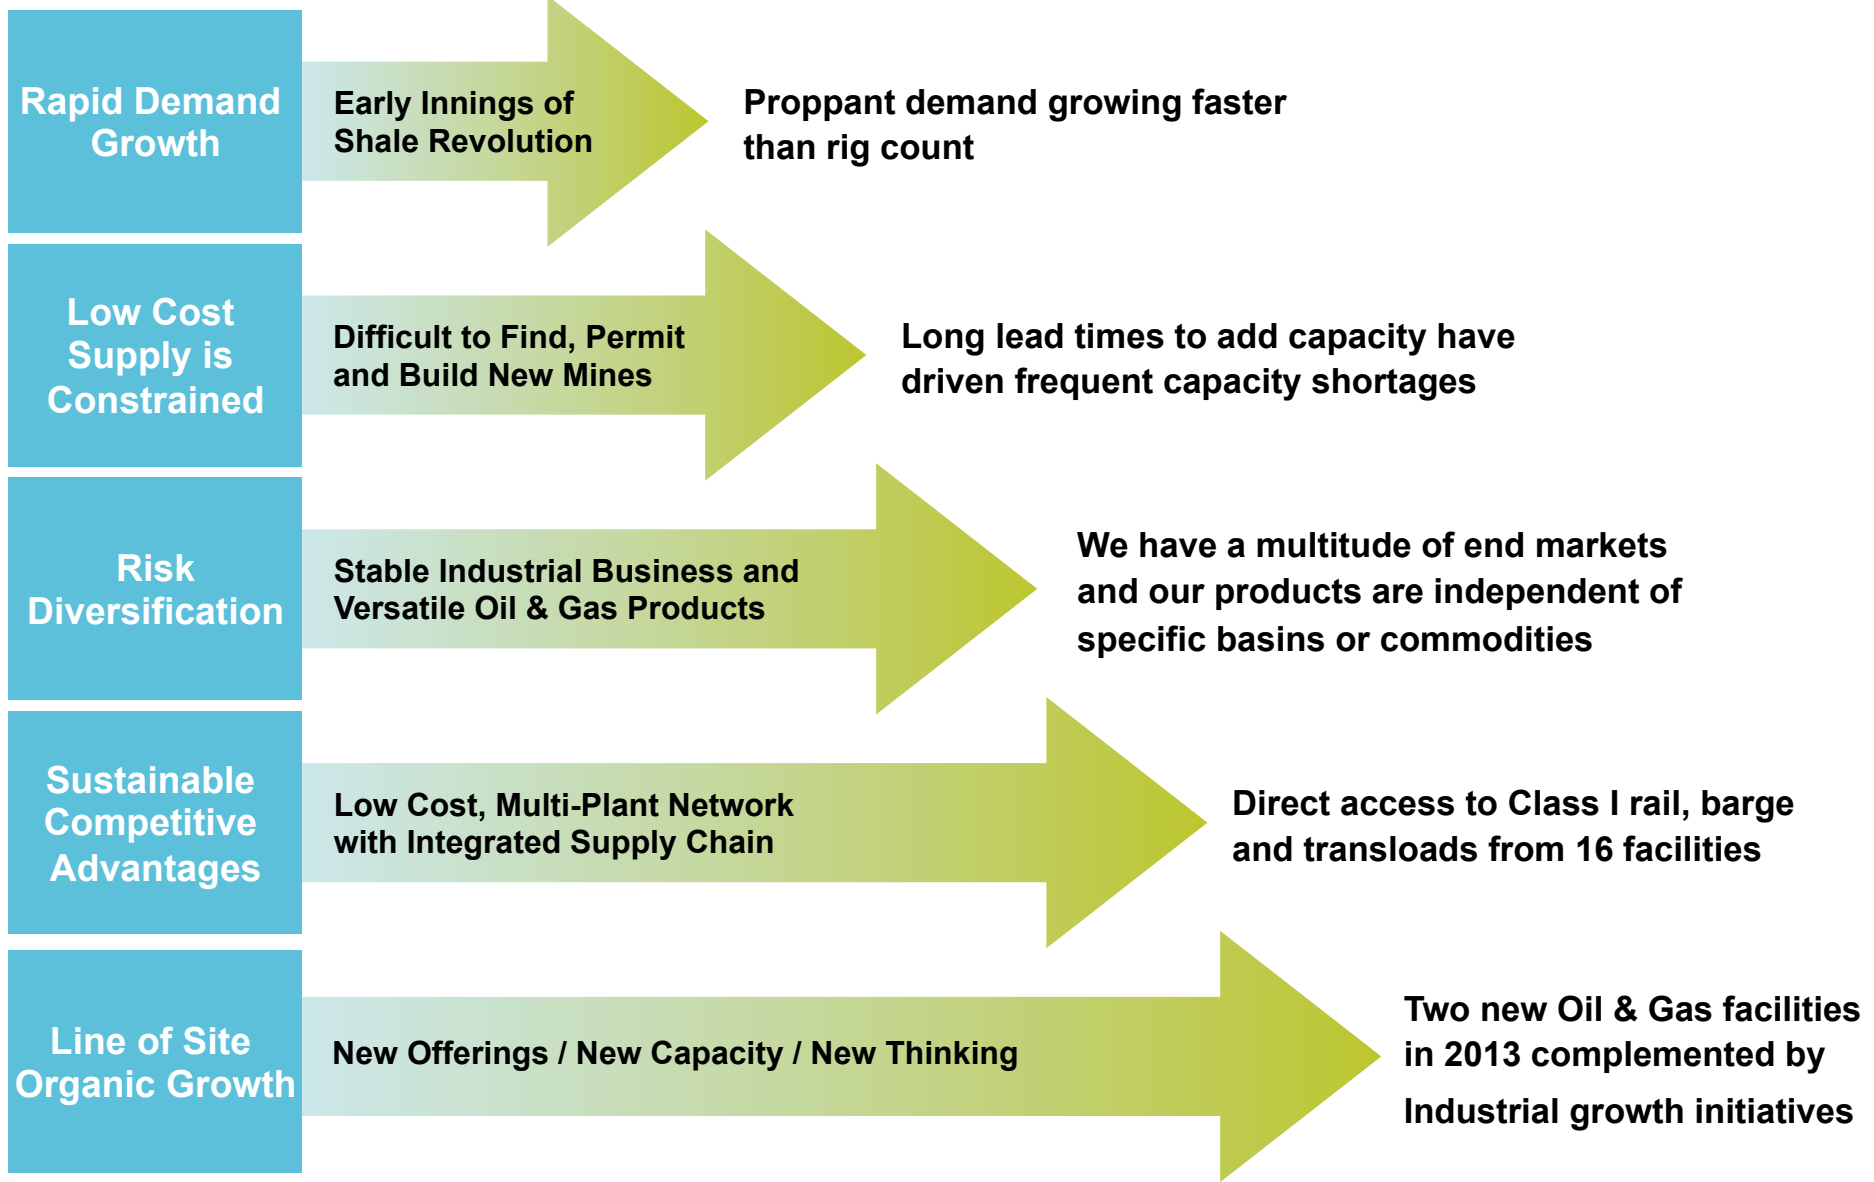 Rapid Demand
Growth
Early Innings of
Shale Revolution
Proppant demand growing faster
than rig count
Low Cost
Supply is
Constrained
Difficult to Find, Permit
and Build New Mines
Long lead times to add capacity have
driven frequent capacity shortages
Risk
Diversification
Stable Industrial Business and
Versatile Oil & Gas Products
We have a multitude of end markets
and our products are independent of
specific basins or commodities
Sustainable
Competitive
Advantages
Low Cost, Multi-Plant Network
with Integrated Supply Chain
Direct access to Class I rail, barge
and transloads from 16 facilities
Line of Site
Organic Growth
New Offerings / New Capacity / New Thinking
Two new Oil & Gas facilities
in 2013 complemented by
Industrial growth initiatives